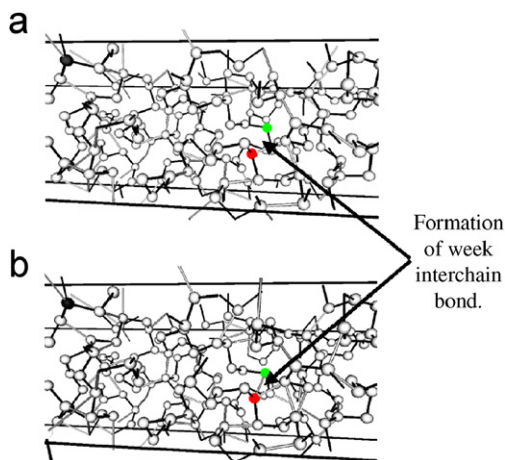 a
Formation
of week
interchain
bond.
b